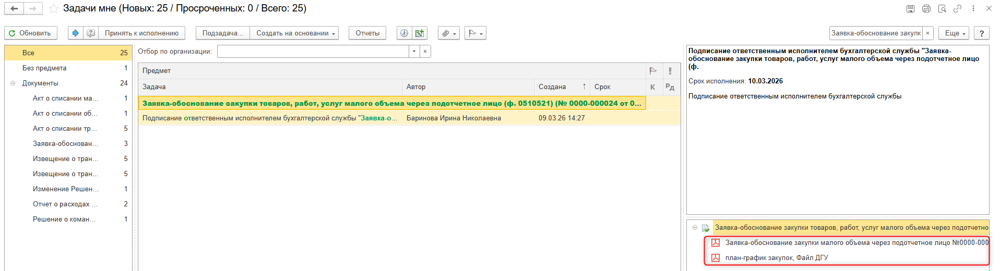 Задачи мне (Новых: 25 / Просроченных: 0 / Всего: 25)
Обновить
Принять к исполнению
Подзадача...
Создать на основании
Отчеты
Заявка-обоснование закупк
×
Еще
?
Все 25
Без предмета 1
Документы 24
Акт о списании ма... 1
Акт о списании об... 1
Акт о списании тр... 5
Заявка-обоснован... 3
Извещение о тран... 5
Извещение о тран... 5
Изменение Решен... 1
Отчет о расходах ... 2
Решение о коман... 1
Отбор по организации:
Предмет
Задача Автор Создана ↑ Срок К Рд
Заявка-обоснование закупки товаров, работ, услуг малого объема через подотчетное лицо (ф. 0510521) (№ 0000-000024 от 0...
Подписание ответственным исполнителем бухгалтерской службы "Заявка-о... Баринова Ирина Николаевна 09.03.26 14:27
Подписание ответственным исполнителем бухгалтерской службы "Заявка-
обоснование закупки товаров, работ, услуг малого объема через подотчетное лицо
(ф.
Срок исполнения: 10.03.2026
Подписание ответственным исполнителем бухгалтерской службы
Заявка-обоснование закупки товаров, работ, услуг малого объема через подотчетно
Заявка-обоснование закупки малого объема через подотчетное лицо №0000-000
план-график закупок, Файл ДГУ